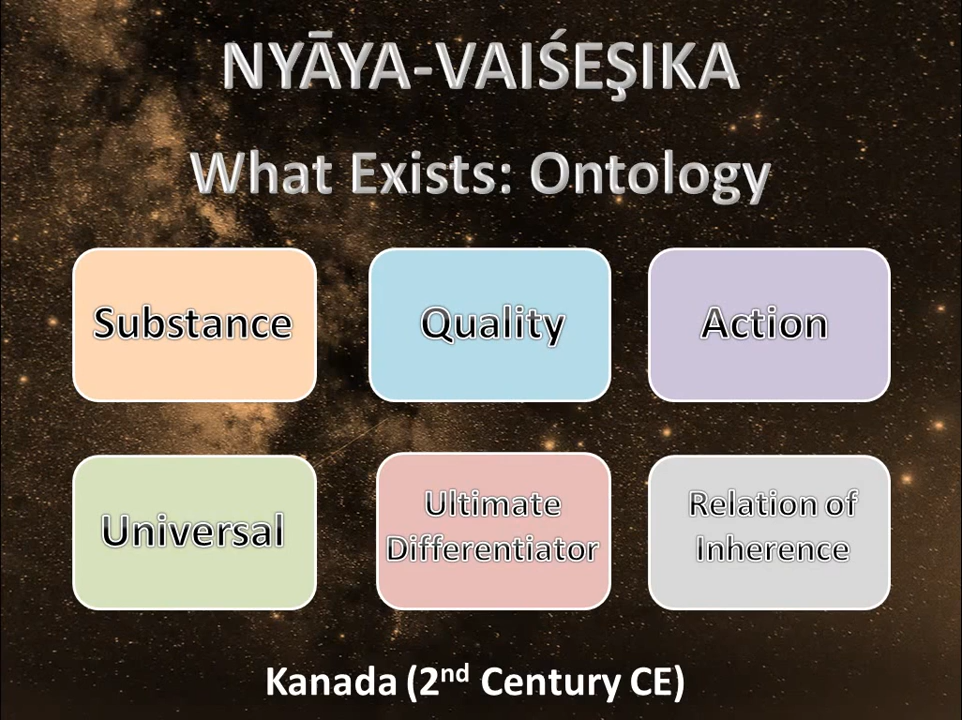 NYĀYA-VAIŚEṢIKA
What Exists: Ontology
Substance
Quality
Action
Universal
Ultimate
Differentiator
Relation of
Inherence
Kanada (2nd Century CE)